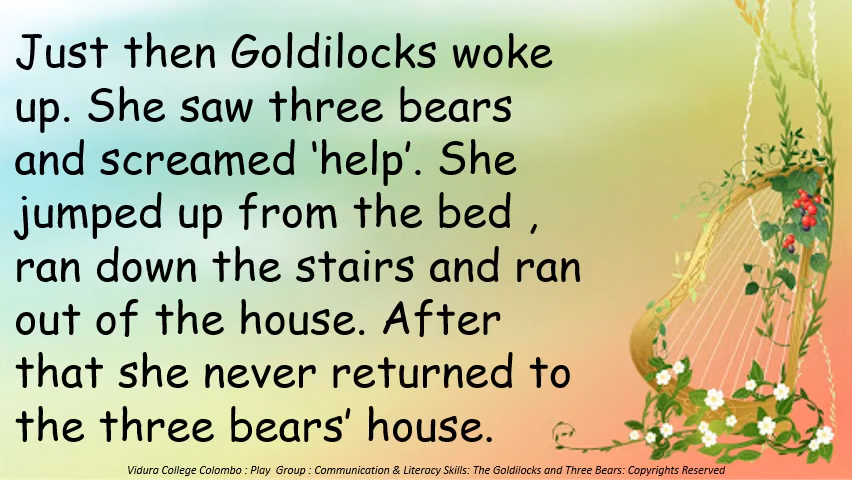 Just then Goldilocks woke
up. She saw three bears
and screamed ‘help’. She
jumped up from the bed ,
ran down the stairs and ran
out of the house. After
that she never returned to
the three bears’ house.
Vidura College Colombo : Play Group : Communication & Literacy Skills: The Goldilocks and Three Bears: Copyrights Reserved